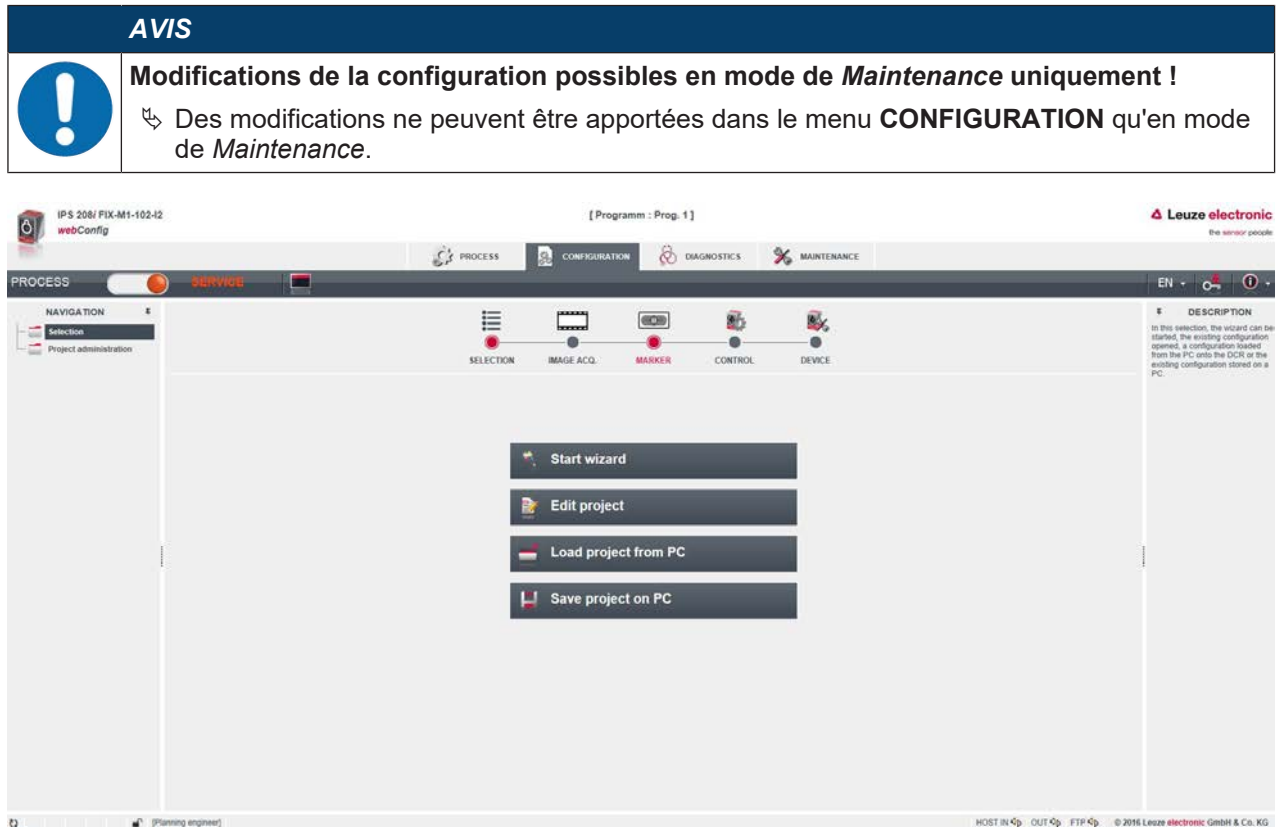 AVIS
Modifications de la configuration possibles en mode de Maintenance uniquement !
Des modifications ne peuvent être apportées dans le menu CONFIGURATION qu'en mode
de Maintenance.
IPS 208i FIX-M1-102-I2
webConfig
[ Programm : Prog. 1 ]
Leuze electronic
the sensor people
PROCESS
CONFIGURATION
DIAGNOSTICS
MAINTENANCE
PROCESS
SERVICE
EN
NAVIGATION
Selection
Project administration
SELECTION
IMAGE ACQ.
MARKER
CONTROL
DEVICE
DESCRIPTION
In this selection, the wizard can be
started, the existing configuration
opened, a configuration loaded
from the PC onto the DCR or the
existing configuration stored on a
PC.
Start wizard
Edit project
Load project from PC
Save project on PC
[Planning engineer]
HOST IN OUT FTP © 2016 Leuze electronic GmbH & Co. KG